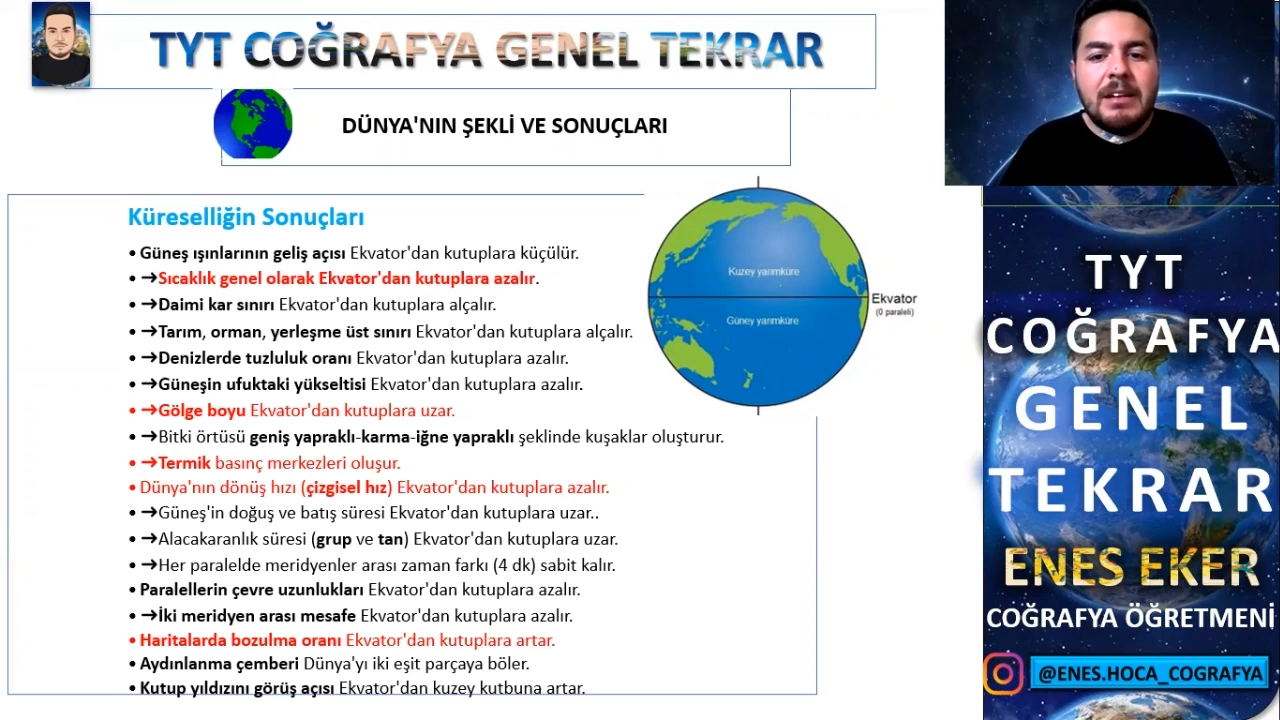 TYT COĞRAFYA GENEL TEKRAR
DÜNYA'NIN ŞEKLİ VE SONUÇLARI
Küreselliğin Sonuçları
• Güneş ışınlarının geliş açısı Ekvator'dan kutuplara küçülür.
• →Sıcaklık genel olarak Ekvator'dan kutuplara azalır.
• →Daimi kar sınırı Ekvator'dan kutuplara alçalır.
• →Tarım, orman, yerleşme üst sınırı Ekvator'dan kutuplara alçalır.
• →Denizlerde tuzluluk oranı Ekvator'dan kutuplara azalır.
• →Güneşin ufuktaki yükseltisi Ekvator'dan kutuplara azalır.
• →Gölge boyu Ekvator'dan kutuplara uzar.
• →Bitki örtüsü geniş yapraklı-karma-iğne yapraklı şeklinde kuşaklar oluşturur.
• →Termik basınç merkezleri oluşur.
• Dünya'nın dönüş hızı (çizgisel hız) Ekvator'dan kutuplara azalır.
• →Güneş'in doğuş ve batış süresi Ekvator'dan kutuplara uzar..
• →Alacakaranlık süresi (grup ve tan) Ekvator'dan kutuplara uzar.
• →Her paralelde meridyenler arası zaman farkı (4 dk) sabit kalır.
• Paralellerin çevre uzunlukları Ekvator'dan kutuplara azalır.
• →İki meridyen arası mesafe Ekvator'dan kutuplara azalır.
• Haritalarda bozulma oranı Ekvator'dan kutuplara artar.
• Aydınlanma çemberi Dünya'yı iki eşit parçaya böler.
• Kutup yıldızını görüş açısı Ekvator'dan kuzey kutbuna artar.
Kuzey yarımküre
Güney yarımküre
Ekvator
(0 paraleli)
TYT
COĞRAFYA
GENEL
TEKRAR
ENES EKER
COĞRAFYA ÖĞRETMENİ
@ENES.HOCA_COGRAFYA